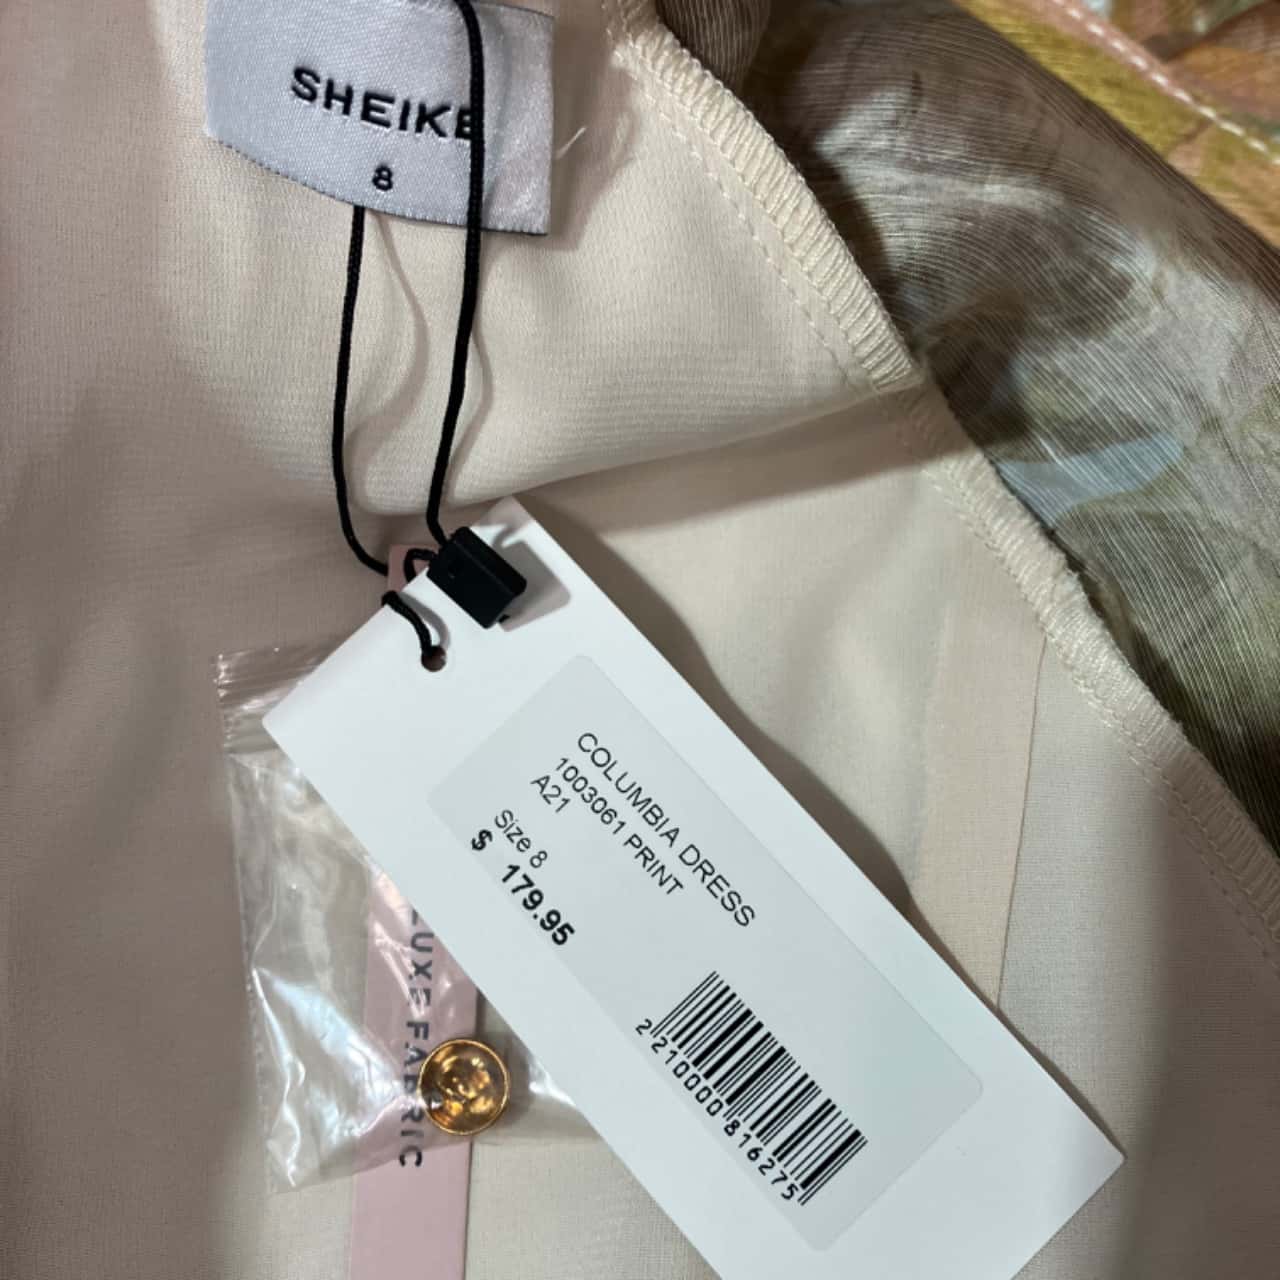 SHEIKE
8
COLUMBIA DRESS
1003061 PRINT
A21
Size 8
$ 179.95
2210000816275
LUXE FABRIC